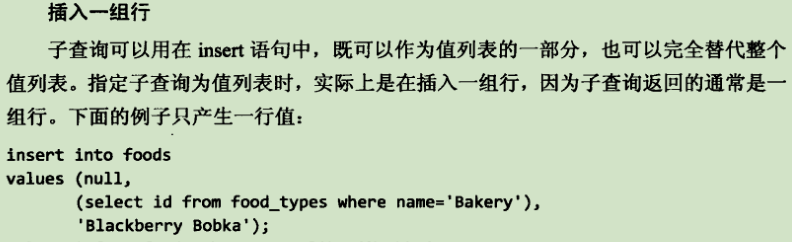 插入一组行
子查询可以用在 insert 语句中，既可以作为值列表的一部分，也可以完全替代整个
值列表。指定子查询为值列表时，实际上是在插入一组行，因为子查询返回的通常是一
组行。下面的例子只产生一行值：
insert into foods
values (null,
(select id from food_types where name='Bakery'),
'Blackberry Bobka');